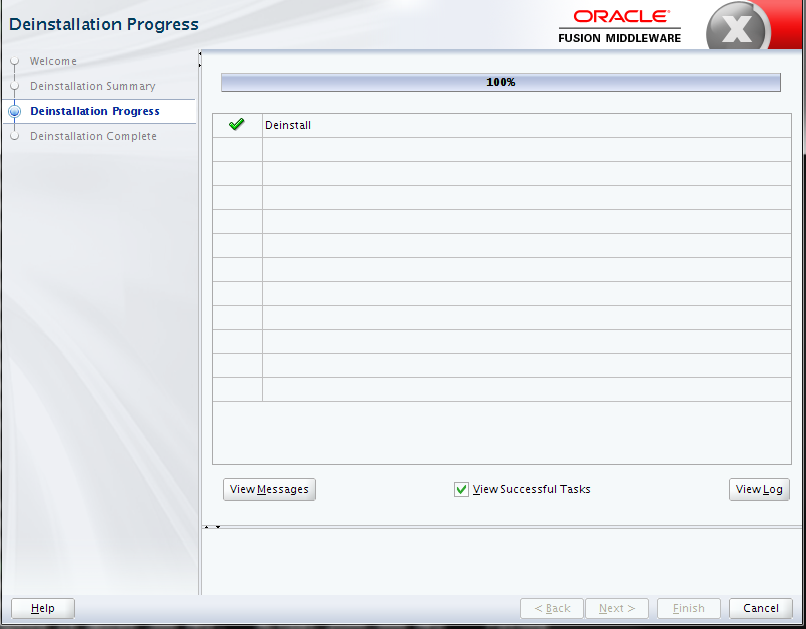 Deinstallation Progress
ORACLE®
FUSION MIDDLEWARE
X
Welcome
Deinstallation Summary
Deinstallation Progress
Deinstallation Complete
100%
Deinstall
View Messages
View Successful Tasks
View Log
Help
< Back
Next >
Finish
Cancel